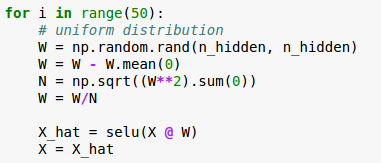 for i in range(50):
    # uniform distribution
    W = np.random.rand(n_hidden, n_hidden)
    W = W - W.mean(0)
    N = np.sqrt((W**2).sum(0))
    W = W/N

    X_hat = selu(X @ W)
    X = X_hat